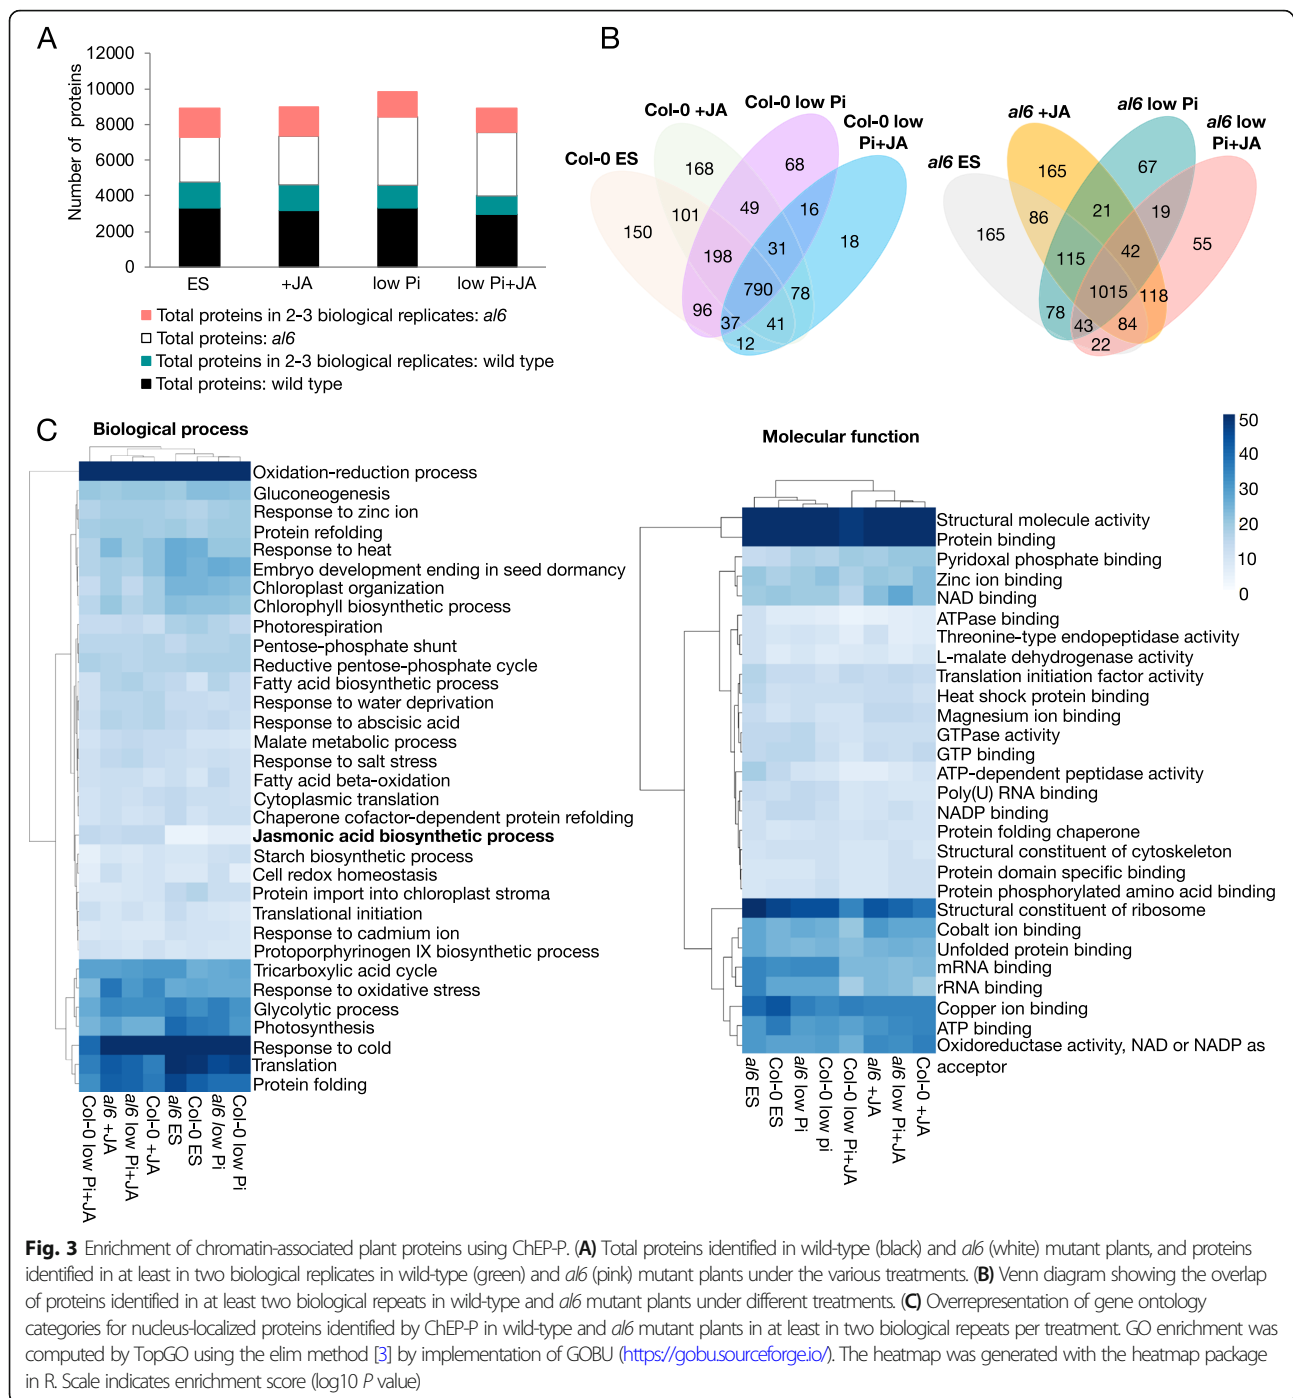 A
12000
10000
8000
6000
4000
2000
0
Number of proteins
ES +JA low Pi low Pi+JA
Total proteins in 2-3 biological replicates: al6
Total proteins: al6
Total proteins in 2-3 biological replicates: wild type
Total proteins: wild type
B
Col-0 ES
Col-0 +JA
Col-0 low Pi
Col-0 low
Pi+JA
150
168
68
18
101
49
16
198
31
790
78
96
37
41
12
al6 ES
al6 +JA
al6 low Pi
al6 low
Pi+JA
165
165
67
55
86
21
19
115
42
1015
118
78
43
84
22
C
Biological process
Oxidation-reduction process
Gluconeogenesis
Response to zinc ion
Protein refolding
Response to heat
Embryo development ending in seed dormancy
Chloroplast organization
Chlorophyll biosynthetic process
Photorespiration
Pentose-phosphate shunt
Reductive pentose-phosphate cycle
Fatty acid biosynthetic process
Response to water deprivation
Response to abscisic acid
Malate metabolic process
Response to salt stress
Fatty acid beta-oxidation
Cytoplasmic translation
Chaperone cofactor-dependent protein refolding
Jasmonic acid biosynthetic process
Starch biosynthetic process
Cell redox homeostasis
Protein import into chloroplast stroma
Translational initiation
Response to cadmium ion
Protoporphyrinogen IX biosynthetic process
Tricarboxylic acid cycle
Response to oxidative stress
Glycolytic process
Photosynthesis
Response to cold
Translation
Protein folding
Col-0 low Pi+JA
al6 +JA
al6 low Pi+JA
Col-0 +JA
al6 ES
Col-0 ES
al6 low Pi
Col-0 low Pi
Molecular function
50
40
30
20
10
0
Structural molecule activity
Protein binding
Pyridoxal phosphate binding
Zinc ion binding
NAD binding
ATPase binding
Threonine-type endopeptidase activity
L-malate dehydrogenase activity
Translation initiation factor activity
Heat shock protein binding
Magnesium ion binding
GTPase activity
GTP binding
ATP-dependent peptidase activity
Poly(U) RNA binding
NADP binding
Protein folding chaperone
Structural constituent of cytoskeleton
Protein domain specific binding
Protein phosphorylated amino acid binding
Structural constituent of ribosome
Cobalt ion binding
Unfolded protein binding
mRNA binding
rRNA binding
Copper ion binding
ATP binding
Oxidoreductase activity, NAD or NADP as
acceptor
al6 ES
Col-0 ES
al6 low Pi
Col-0 low pi
Col-0 low Pi+JA
al6 +JA
al6 low Pi+JA
Col-0 +JA
Fig. 3 Enrichment of chromatin-associated plant proteins using ChEP-P. (A) Total proteins identified in wild-type (black) and al6 (white) mutant plants, and proteins
identified in at least in two biological replicates in wild-type (green) and al6 (pink) mutant plants under the various treatments. (B) Venn diagram showing the overlap
of proteins identified in at least two biological repeats in wild-type and al6 mutant plants under different treatments. (C) Overrepresentation of gene ontology
categories for nucleus-localized proteins identified by ChEP-P in wild-type and al6 mutant plants in at least in two biological repeats per treatment. GO enrichment was
computed by TopGO using the elim method [3] by implementation of GOBU (https://gobu.sourceforge.io/). The heatmap was generated with the heatmap package
in R. Scale indicates enrichment score (log10 P value)